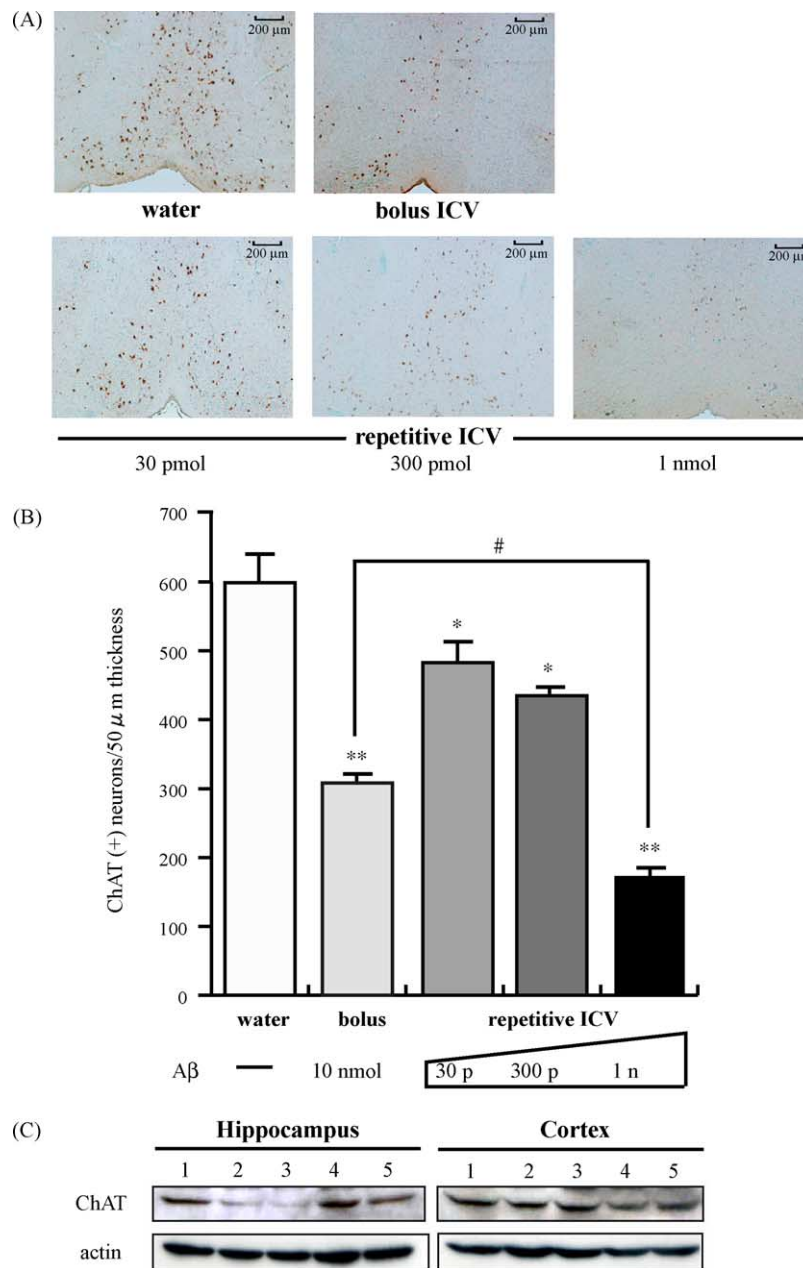 (A)
200 µm
200 µm
water
bolus ICV
200 µm
200 µm
200 µm
repetitive ICV
30 pmol
300 pmol
1 nmol
(B)
ChAT (+) neurons/50 µm thickness
700
600
500
400
300
200
100
0
#
**
*
*
**
water
bolus
repetitive ICV
Aβ
10 nmol
30 p
300 p
1 n
(C)
Hippocampus
Cortex
1 2 3 4 5
1 2 3 4 5
ChAT
actin